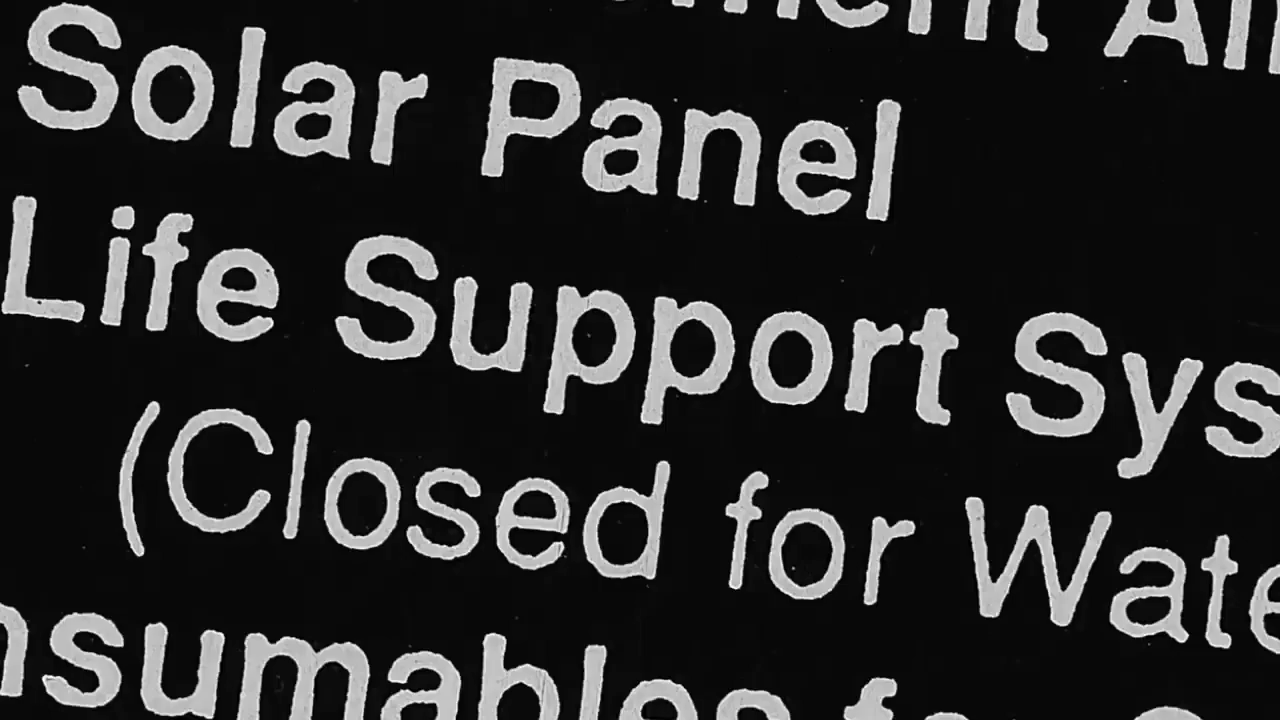 Solar Panel
Life Support Sys
(Closed for Wate
nsumables